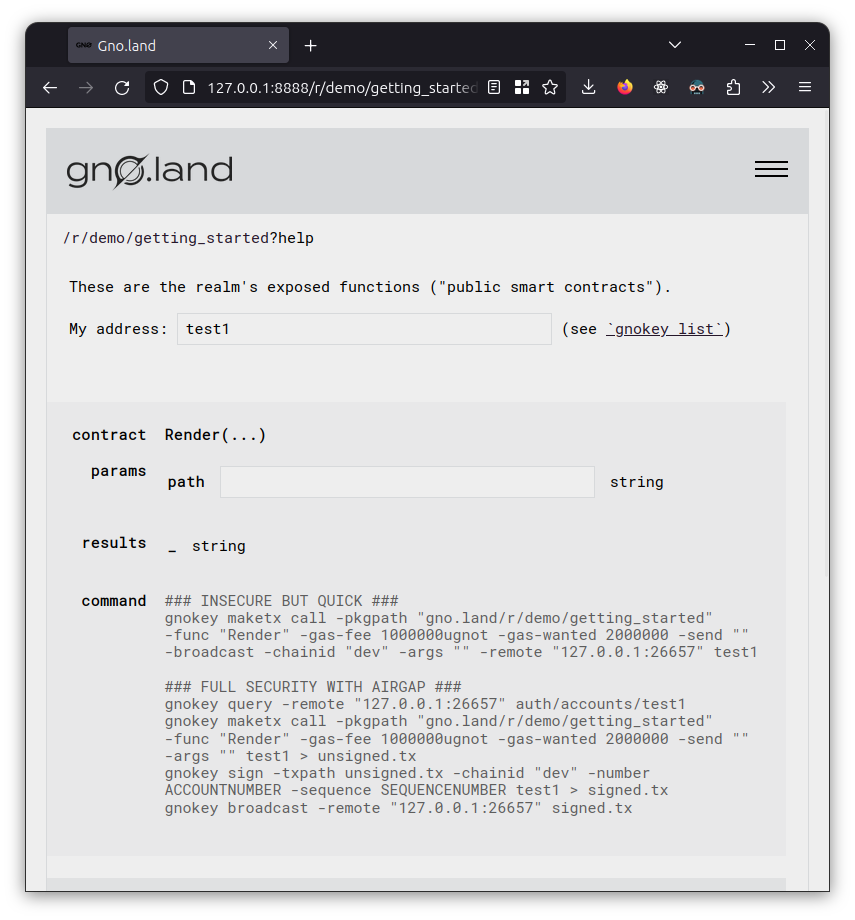 GNO Gno.land
127.0.0.1:8888/r/demo/getting_started
gno.land
/r/demo/getting_started?help
These are the realm's exposed functions ("public smart contracts").
My address: test1 (see `gnokey list`)
contract Render(...)
params path string
results _ string
command ### INSECURE BUT QUICK ###
gnokey maketx call -pkgpath "gno.land/r/demo/getting_started"
-func "Render" -gas-fee 1000000ugnot -gas-wanted 2000000 -send ""
-broadcast -chainid "dev" -args "" -remote "127.0.0.1:26657" test1
### FULL SECURITY WITH AIRGAP ###
gnokey query -remote "127.0.0.1:26657" auth/accounts/test1
gnokey maketx call -pkgpath "gno.land/r/demo/getting_started"
-func "Render" -gas-fee 1000000ugnot -gas-wanted 2000000 -send ""
-args "" test1 > unsigned.tx
gnokey sign -txpath unsigned.tx -chainid "dev" -number
ACCOUNTNUMBER -sequence SEQUENCENUMBER test1 > signed.tx
gnokey broadcast -remote "127.0.0.1:26657" signed.tx